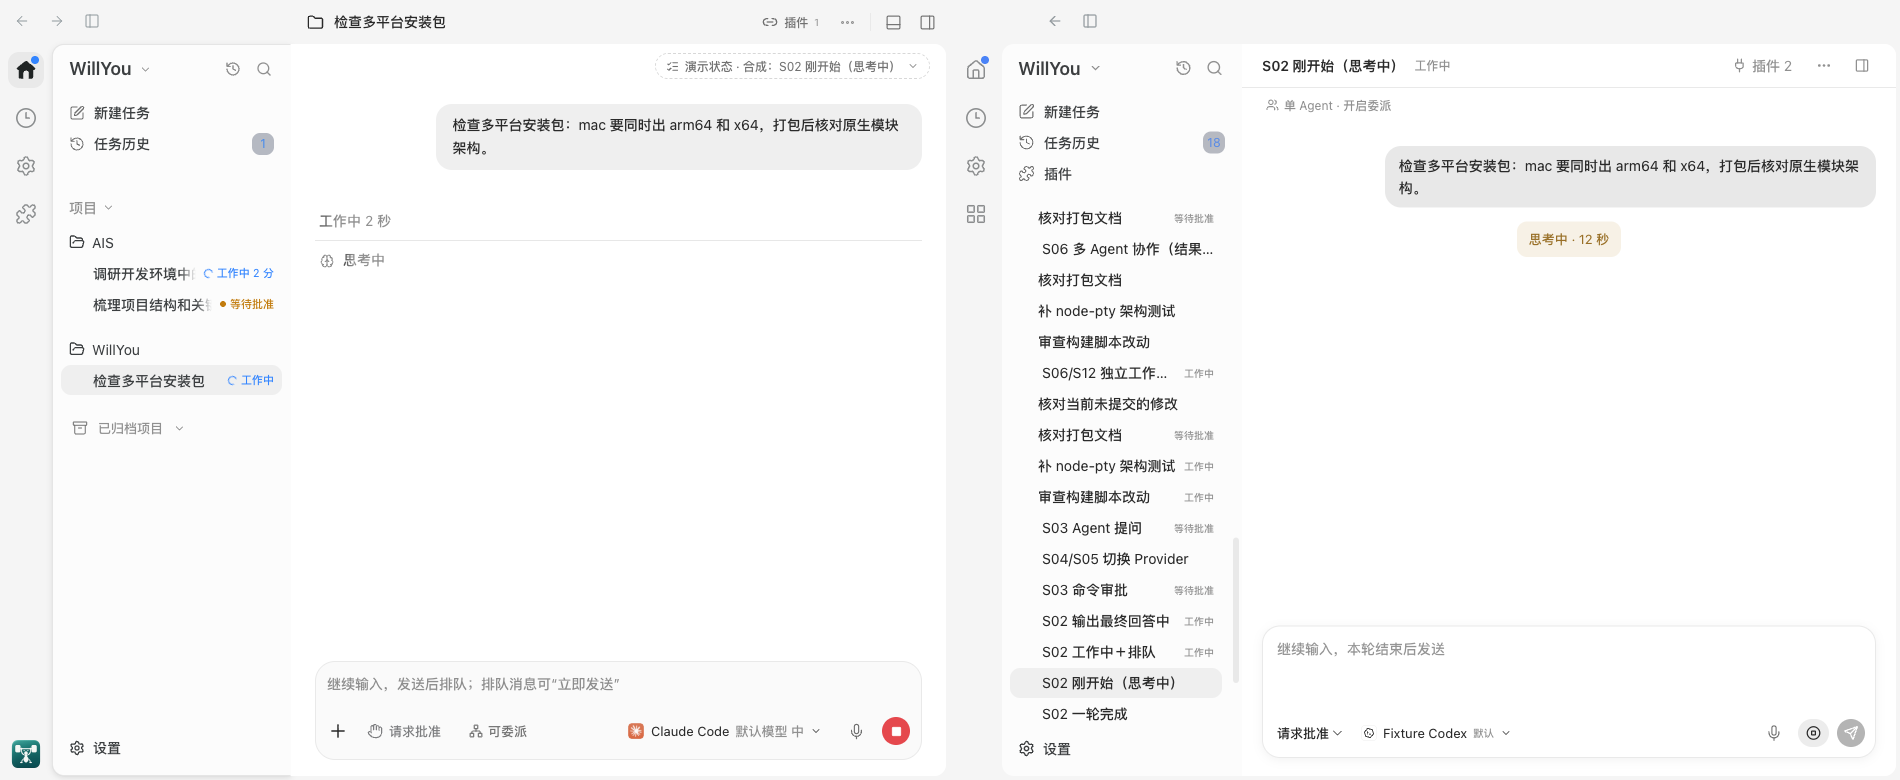 检查多平台安装包
插件 1
WillYou
新建任务
任务历史
1
项目
AIS
调研开发环境中
工作中 2 分
梳理项目结构和关
等待批准
WillYou
检查多平台安装包
工作中
已归档项目
设置
演示状态 · 合成：S02 刚开始（思考中）
检查多平台安装包：mac 要同时出 arm64 和 x64，打包后核对原生模块
架构。
工作中 2 秒
思考中
继续输入，发送后排队；排队消息可“立即发送”
请求批准
可委派
Claude Code 默认模型 中
WillYou
新建任务
任务历史
18
插件
核对打包文档
等待批准
S06 多 Agent 协作（结果...
核对打包文档
补 node-pty 架构测试
审查构建脚本改动
S06/S12 独立工作...
工作中
核对当前未提交的修改
核对打包文档
等待批准
补 node-pty 架构测试
工作中
审查构建脚本改动
工作中
S03 Agent 提问
等待批准
S04/S05 切换 Provider
S03 命令审批
等待批准
S02 输出最终回答中
工作中
S02 工作中＋排队
工作中
S02 刚开始（思考中）
S02 一轮完成
设置
S02 刚开始（思考中）
工作中
插件 2
单 Agent · 开启委派
检查多平台安装包：mac 要同时出 arm64 和 x64，打包后核对原生模块架
构。
思考中 · 12 秒
继续输入，本轮结束后发送
请求批准
Fixture Codex 默认